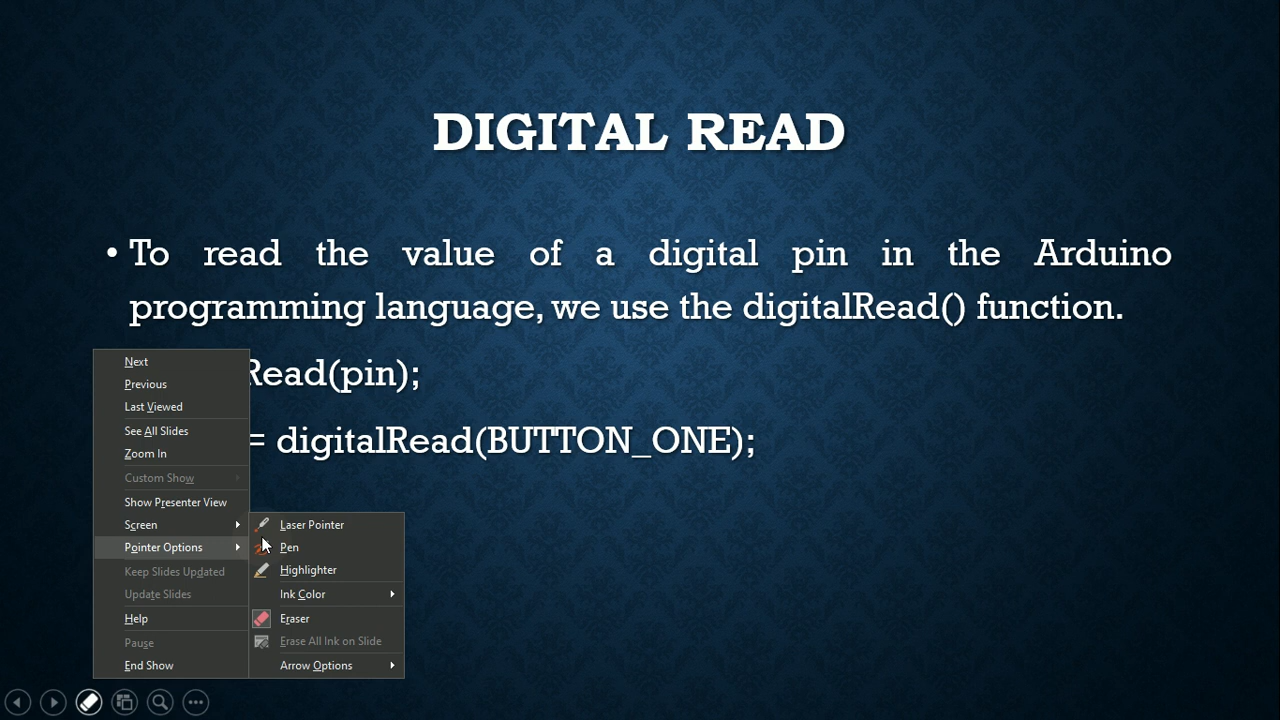 DIGITAL READ
• To read the value of a digital pin in the Arduino
programming language, we use the digitalRead() function.
Read(pin);
= digitalRead(BUTTON_ONE);
Next
Previous
Last Viewed
See All Slides
Zoom In
Custom Show
Show Presenter View
Screen
Pointer Options
Keep Slides Updated
Update Slides
Help
Pause
End Show
Laser Pointer
Pen
Highlighter
Ink Color
Eraser
Erase All Ink on Slide
Arrow Options